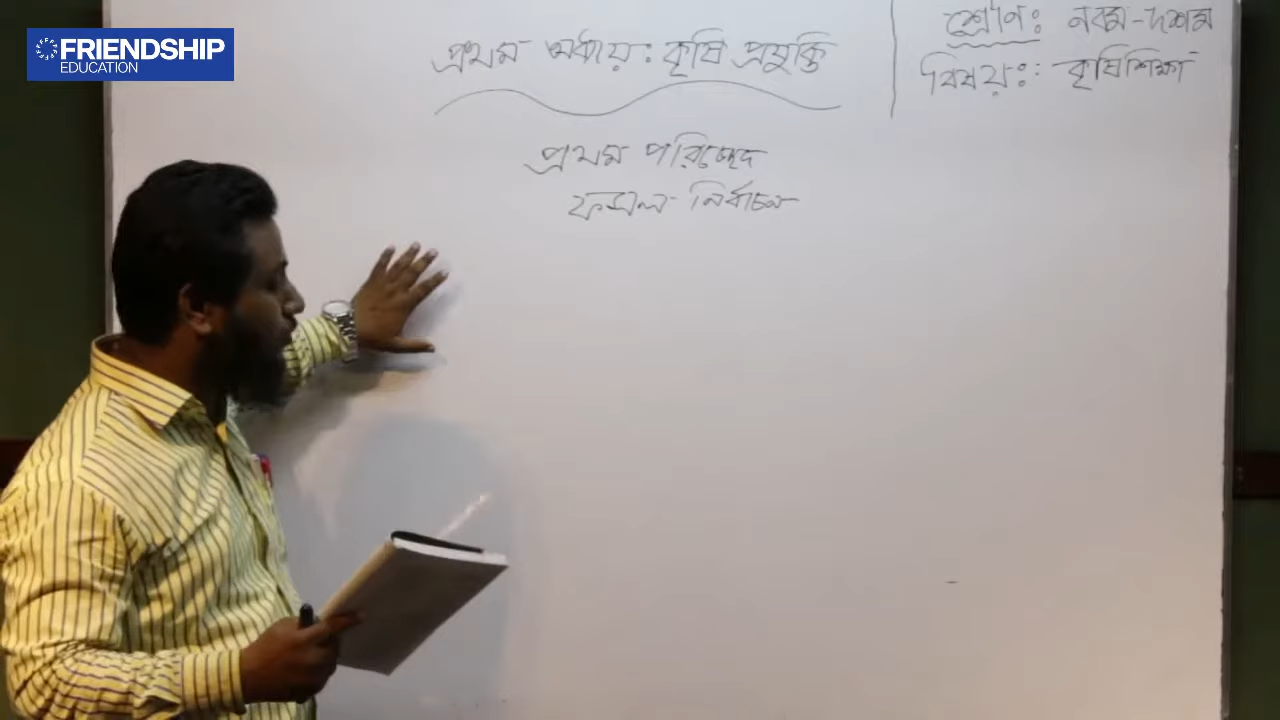 FRIENDSHIP
EDUCATION
প্রথম অধ্যায়ঃ কৃষি প্রযুক্তি
শ্রেণিঃ নবম-দশম
বিষয়ঃ কৃষিশিক্ষা
প্রথম পরিচ্ছেদ
ফসল নির্বাচন